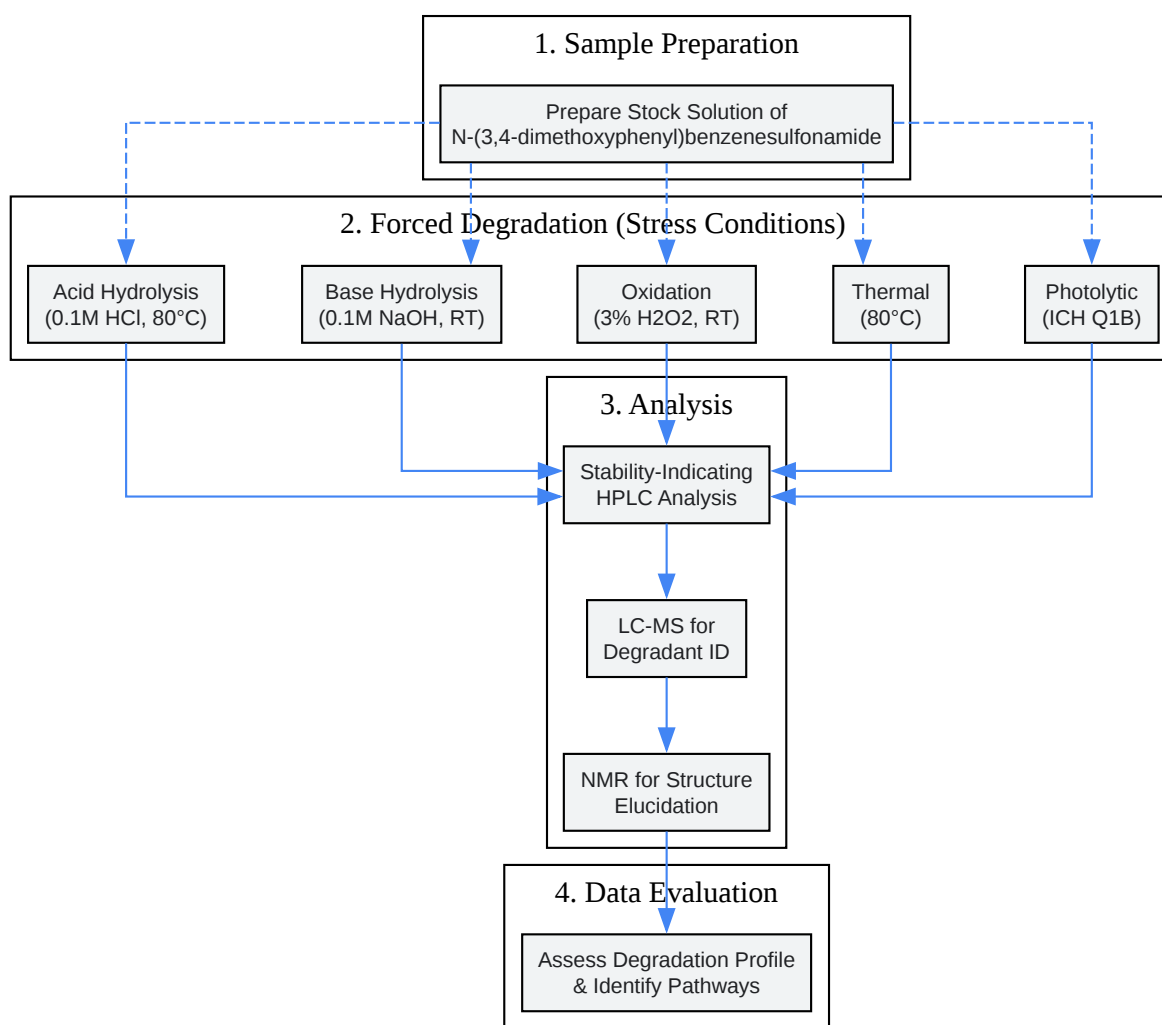 1. Sample Preparation
Prepare Stock Solution of
N-(3,4-dimethoxyphenyl)benzenesulfonamide
2. Forced Degradation (Stress Conditions)
Acid Hydrolysis
(0.1M HCl, 80°C)
Base Hydrolysis
(0.1M NaOH, RT)
Oxidation
(3% H2O2, RT)
Thermal
(80°C)
Photolytic
(ICH Q1B)
3. Analysis
Stability-Indicating
HPLC Analysis
LC-MS for
Degradant ID
NMR for Structure
Elucidation
4. Data Evaluation
Assess Degradation Profile
& Identify Pathways